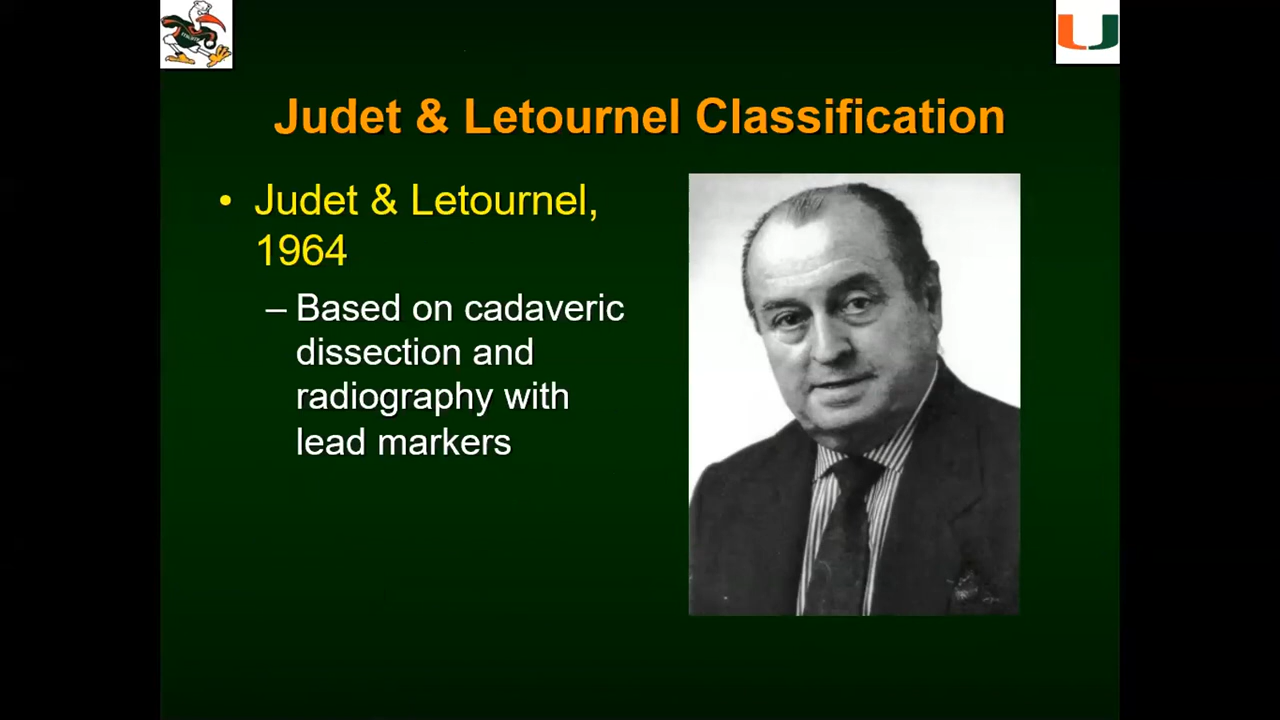 Judet & Letournel Classification
• Judet & Letournel,
1964
– Based on cadaveric
dissection and
radiography with
lead markers